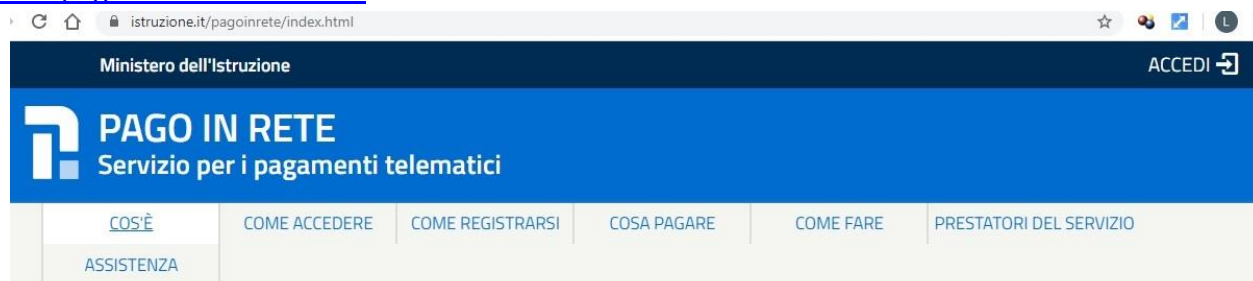 istruzione.it/pagoinrete/index.html
L
Ministero dell'Istruzione
ACCEDI
PAGO IN RETE
Servizio per i pagamenti telematici
COS'È COME ACCEDERE COME REGISTRARSI COSA PAGARE COME FARE PRESTATORI DEL SERVIZIO
ASSISTENZA